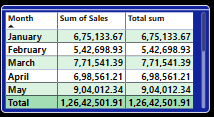 Month Sum of Sales Total sum
January 6,75,133.67 6,75,133.67
February 5,42,698.93 5,42,698.93
March 7,71,541.39 7,71,541.39
April 6,98,561.21 6,98,561.21
May 9,04,012.34 9,04,012.34
Total 1,26,42,501.91 1,26,42,501.91